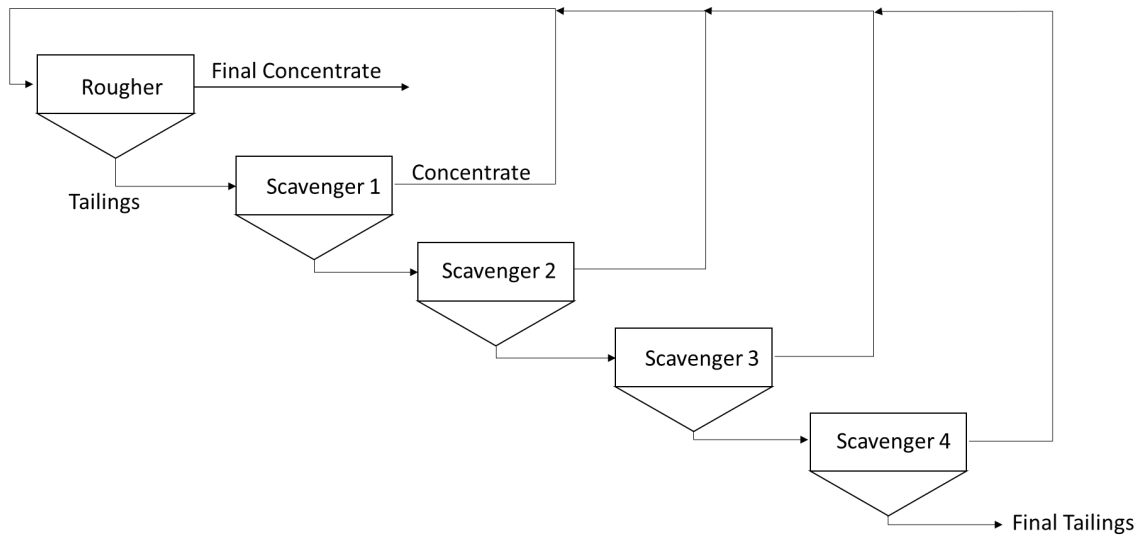 Final Concentrate
Rougher
Concentrate
Scavenger 1
Tailings
Scavenger 2
Scavenger 3
Scavenger 4
Final Tailings